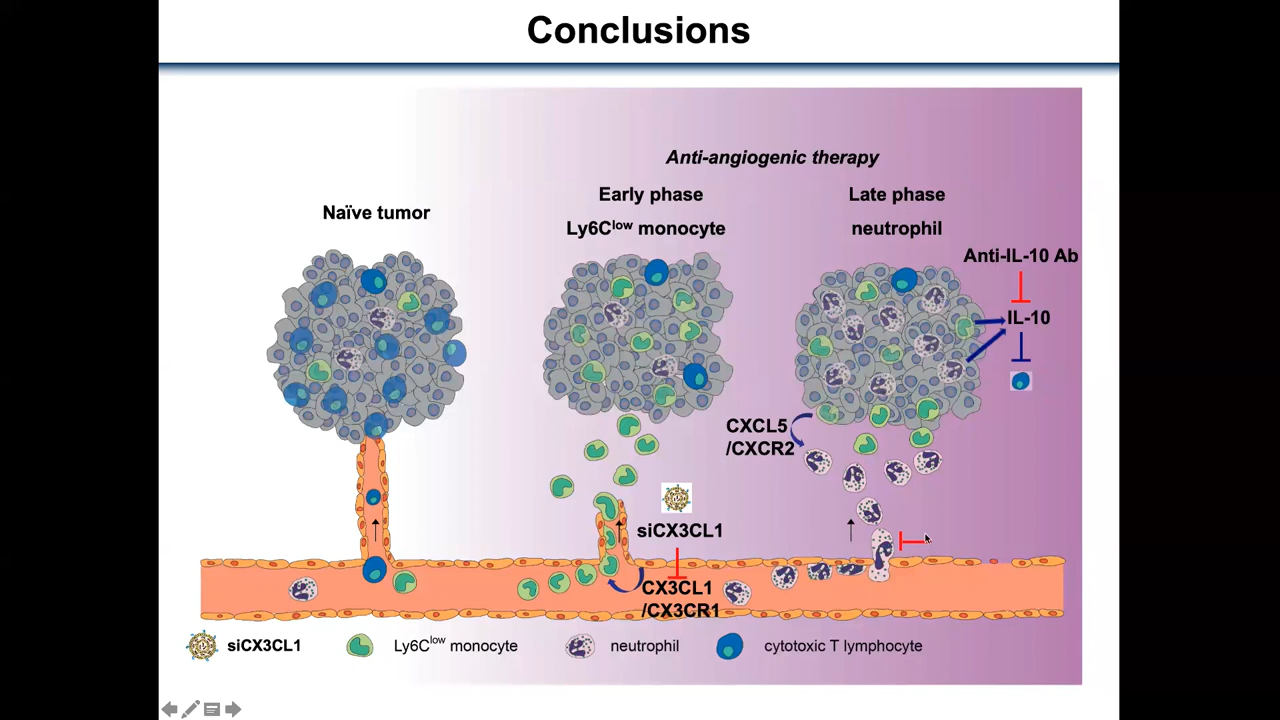 Conclusions
Anti-angiogenic therapy
Naïve tumor
Early phase
Ly6Clow monocyte
Late phase
neutrophil
Anti-IL-10 Ab
IL-10
CXCL5
/CXCR2
siCX3CL1
CX3CL1
/CX3CR1
siCX3CL1
Ly6Clow monocyte
neutrophil
cytotoxic T lymphocyte